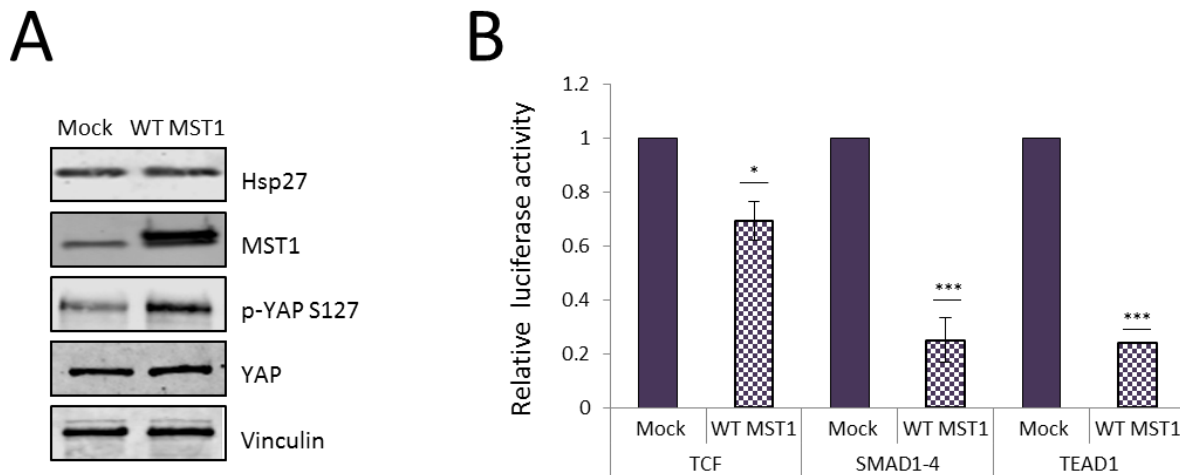 A
Mock WT MST1
Hsp27
MST1
p-YAP S127
YAP
Vinculin
B
Relative luciferase activity
1.2
1
0.8
0.6
0.4
0.2
0
*
***
***
Mock WT MST1 Mock WT MST1 Mock WT MST1
TCF SMAD1-4 TEAD1